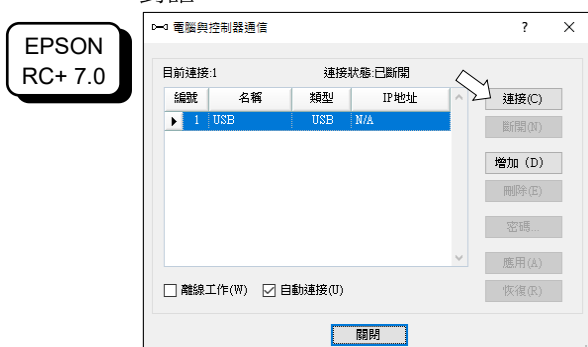 EPSON
RC+ 7.0
電腦與控制器通信
?
×
目前連接:1
連接狀態:已斷開
編號 名稱 類型 IP地址
1 USB USB N/A
連接(C)
斷開(N)
增加 (D)
刪除(E)
密碼...
應用(A)
恢復(R)
離線工作(W)
自動連接(U)
關閉